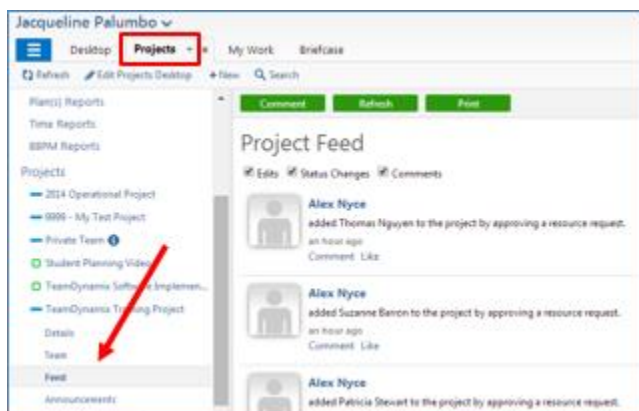 Jacqueline Palumbo
Desktop Projects My Work Briefcase
Refresh Edit Projects Desktop +New Search
Plan(s) Reports
Time Reports
BBPM Reports
Projects
2014 Operational Project
9999 - My Test Project
Private Team
Student Planning Video
TeamDynamix Software Implemen...
TeamDynamix Training Project
Details
Team
Feed
Announcements
Comment Refresh Print
Project Feed
Edits Status Changes Comments
Alex Nyce
added Thomas Nguyen to the project by approving a resource request.
an hour ago
Comment Like
Alex Nyce
added Suzanne Barron to the project by approving a resource request.
an hour ago
Comment Like
Alex Nyce
added Patricia Stewart to the project by approving a resource request.